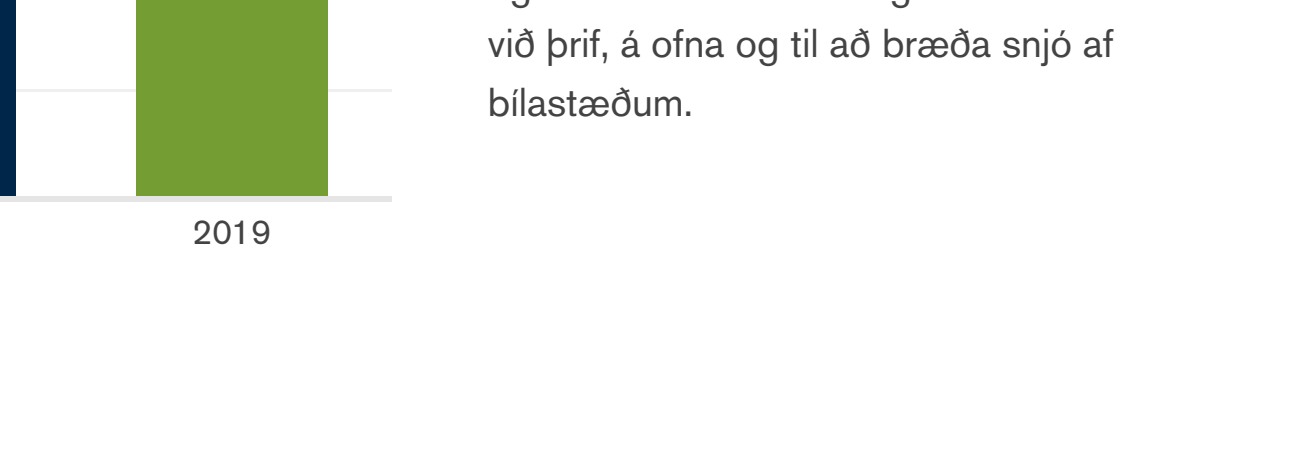 við þrif, á ofna og til að bræða snjó af
bílastæðum.
2019